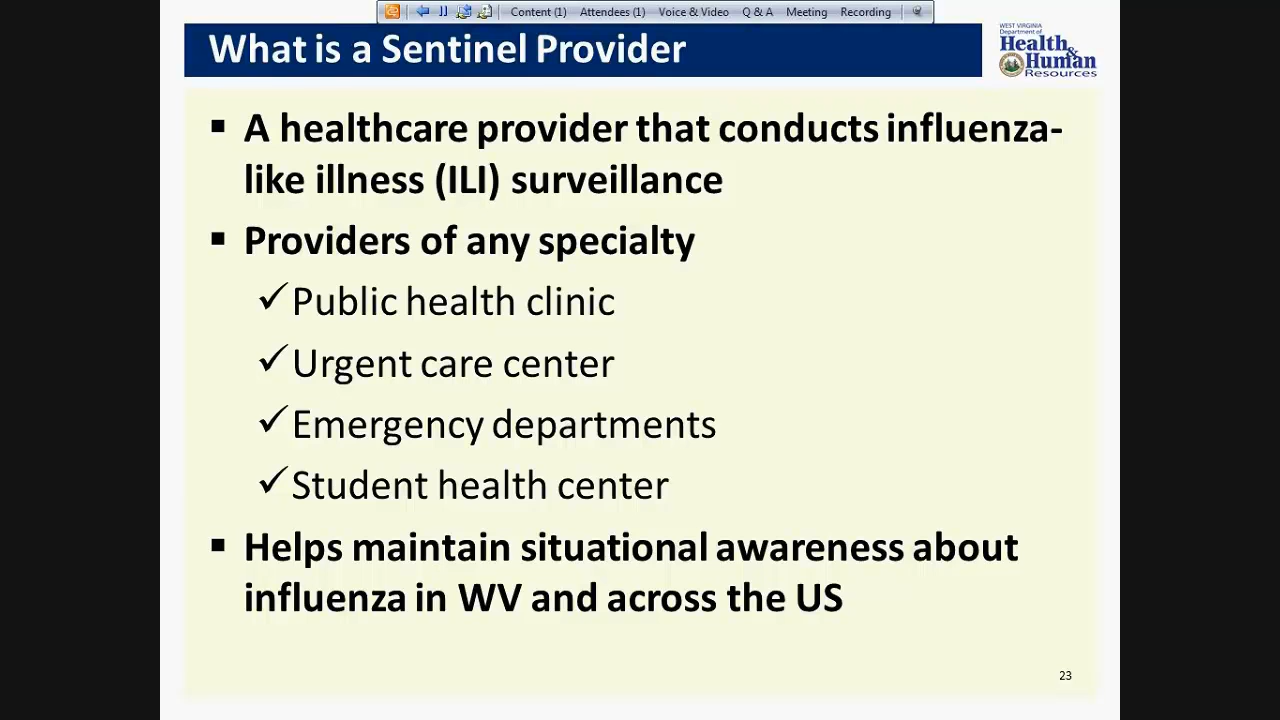 Content (1) Attendees (1) Voice & Video Q & A Meeting Recording
What is a Sentinel Provider
WEST VIRGINIA
Department of
Health &
Human
Resources
▪ A healthcare provider that conducts influenza-
like illness (ILI) surveillance
▪ Providers of any specialty
✓Public health clinic
✓Urgent care center
✓Emergency departments
✓Student health center
▪ Helps maintain situational awareness about
influenza in WV and across the US
23